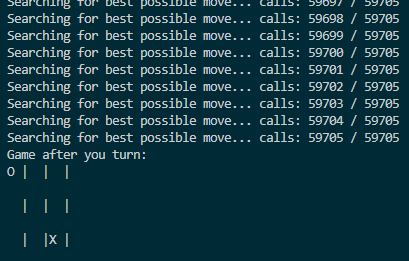 Searching for best possible move... calls: 59697 / 59705
Searching for best possible move... calls: 59698 / 59705
Searching for best possible move... calls: 59699 / 59705
Searching for best possible move... calls: 59700 / 59705
Searching for best possible move... calls: 59701 / 59705
Searching for best possible move... calls: 59702 / 59705
Searching for best possible move... calls: 59703 / 59705
Searching for best possible move... calls: 59704 / 59705
Searching for best possible move... calls: 59705 / 59705
Game after you turn:
O |  |  |
  |  |  |
  |  |X |